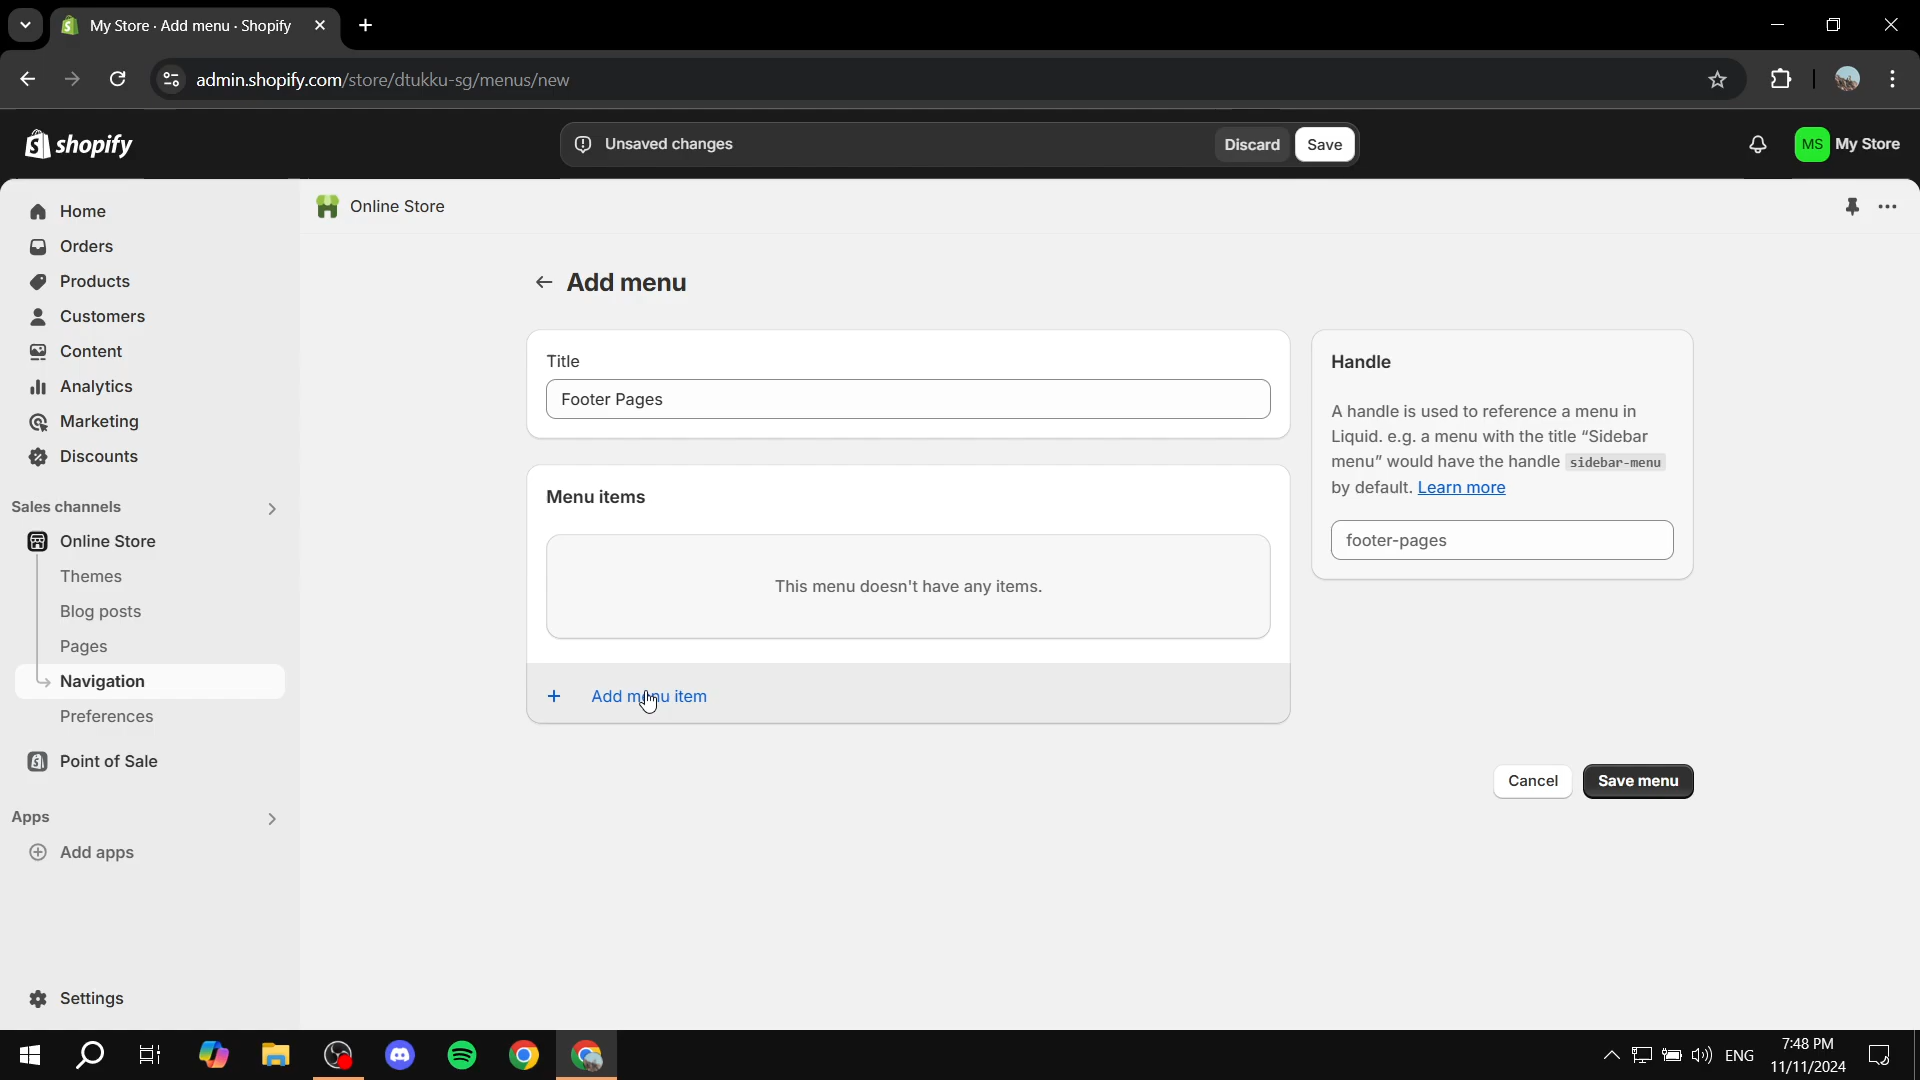 My Store · Add menu · Shopify
admin.shopify.com/store/dtukku-sg/menus/new
shopify
Unsaved changes
Discard
Save
MS
My Store
Home
Orders
Products
Customers
Content
Analytics
Marketing
Discounts
Sales channels
Online Store
Themes
Blog posts
Pages
Navigation
Preferences
Point of Sale
Apps
Add apps
Settings
Online Store
Add menu
Title
Footer Pages
Menu items
This menu doesn't have any items.
Add menu item
Handle
A handle is used to reference a menu in
Liquid. e.g. a menu with the title “Sidebar
menu” would have the handle sidebar-menu
by default. Learn more
footer-pages
Cancel
Save menu
ENG
7:48 PM
11/11/2024